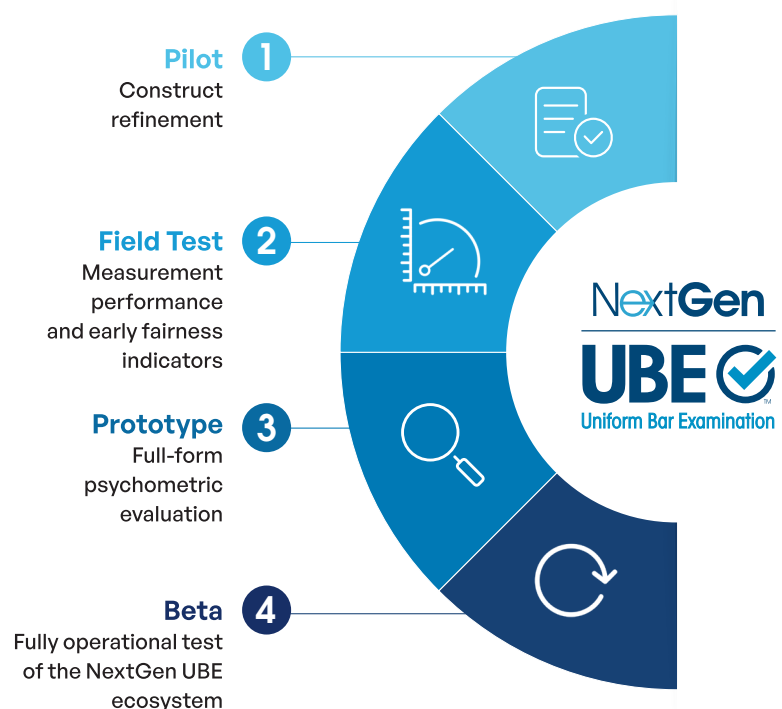 Pilot
1
Construct
refinement
Field Test
2
Measurement
performance
and early fairness
indicators
Prototype
3
Full-form
psychometric
evaluation
Beta
4
Fully operational test
of the NextGen UBE
ecosystem
NextGen
UBE
TM
Uniform Bar Examination